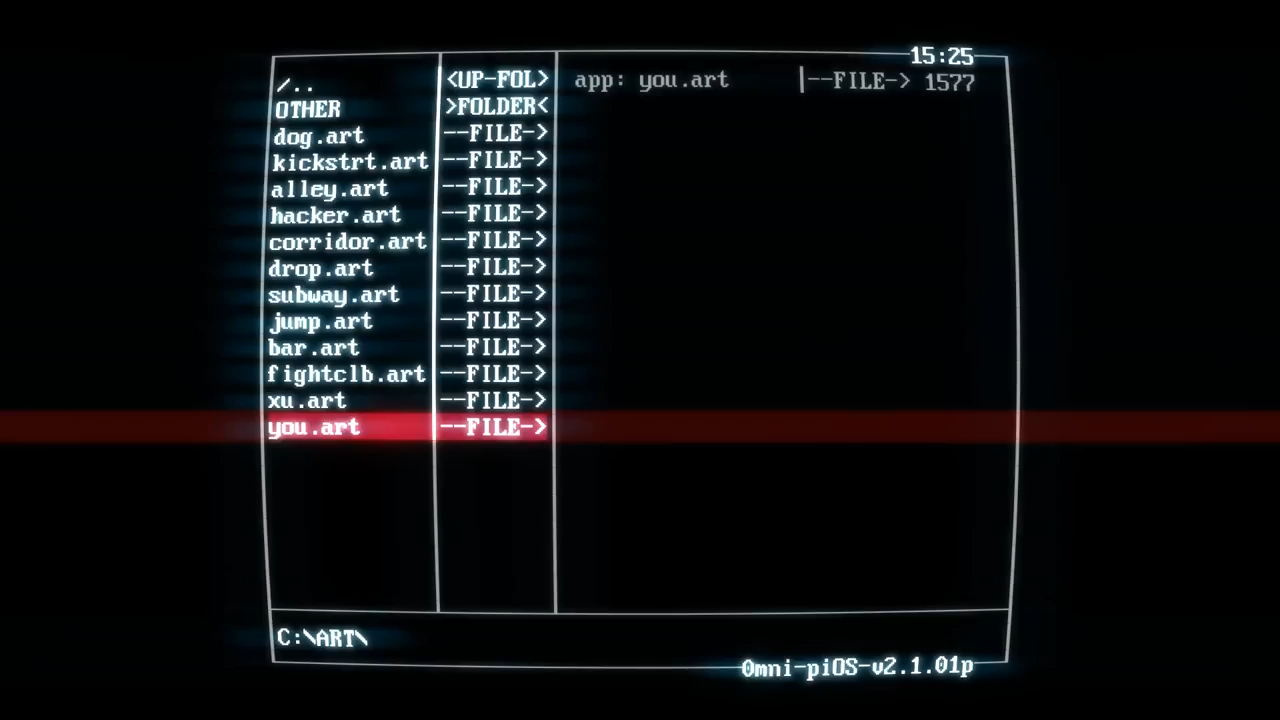 15:25
/.. <UP-FOL> app: you.art |--FILE-> 1577
OTHER >FOLDER<
dog.art --FILE->
kickstrt.art --FILE->
alley.art --FILE->
hacker.art --FILE->
corridor.art --FILE->
drop.art --FILE->
subway.art --FILE->
jump.art --FILE->
bar.art --FILE->
fightclb.art --FILE->
xu.art --FILE->
you.art --FILE->
C:\ART\
Omni-piOS-v2.1.01p